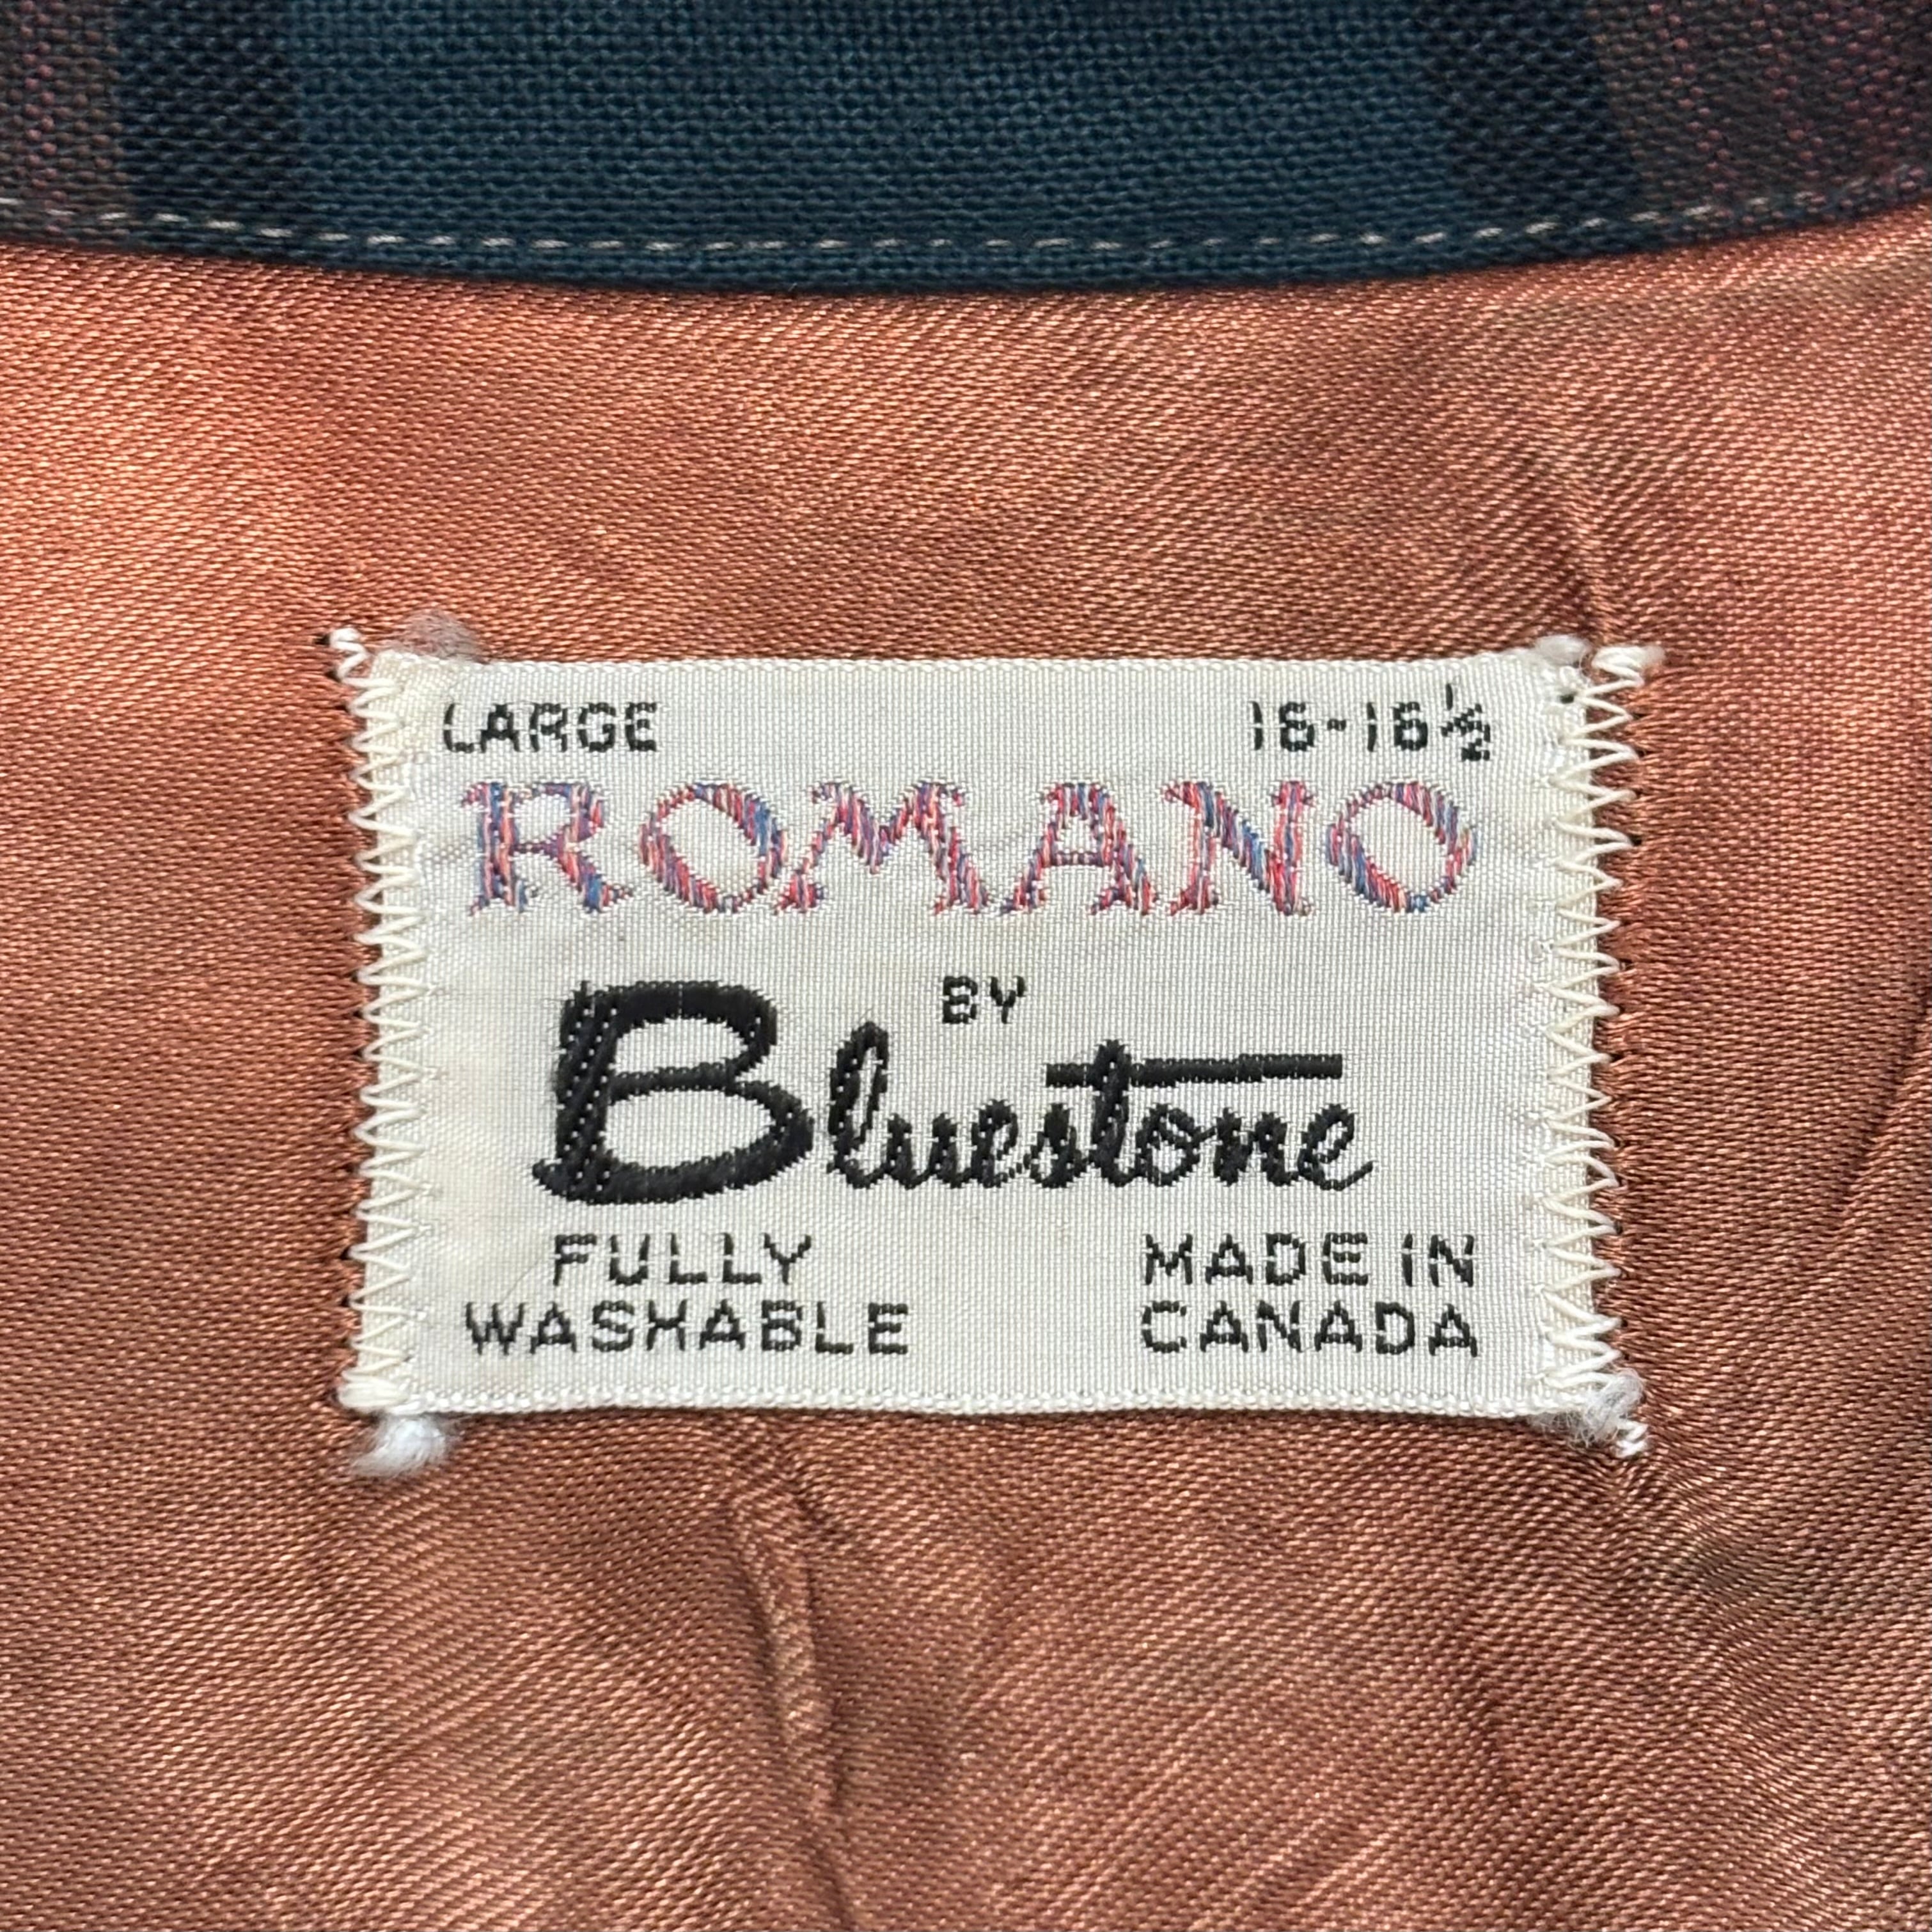 LARGE 16-16½
ROMANO
BY
Bluestone
FULLY MADE IN
WASHABLE CANADA